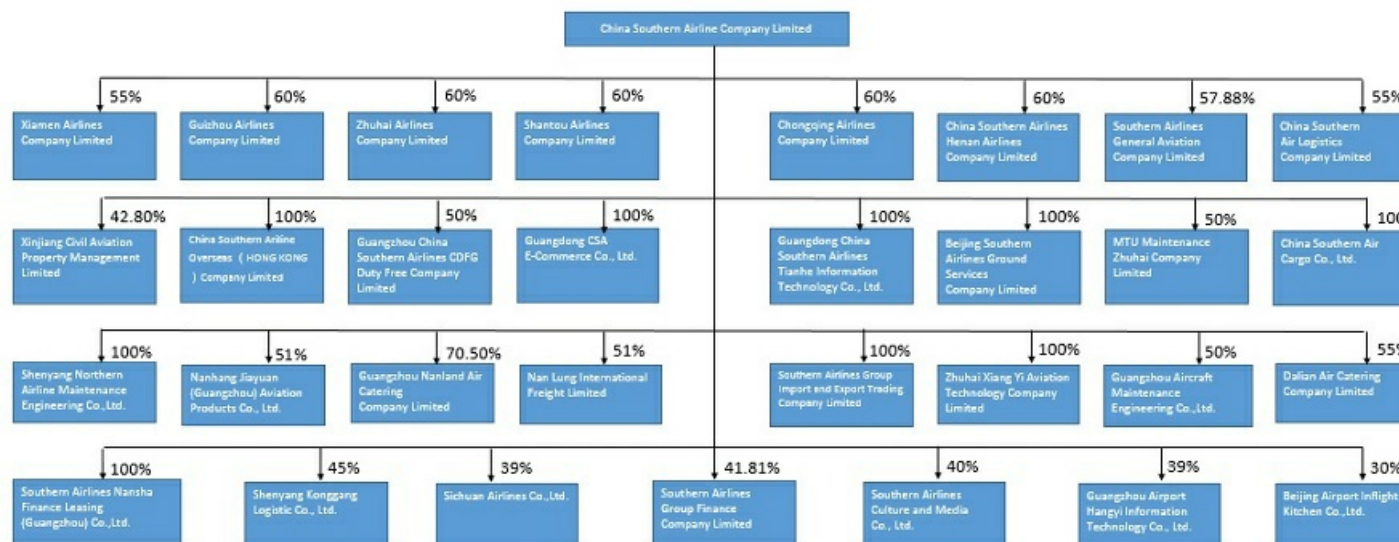 China Southern Airline Company Limited
55%
60%
60%
60%
60%
60%
57.88%
55%
Xiamen Airlines
Company Limited
Guizhou Airlines
Company Limited
Zhuhai Airlines
Company Limited
Shantou Airlines
Company Limited
Chongqing Airlines
Company Limited
China Southern Airlines
Henan Airlines
Company Limited
Southern Airlines
General Aviation
Company Limited
China Southern
Air Logistics
Company Limited
42.80%
100%
50%
100%
100%
100%
50%
100
Xinjiang Civil Aviation
Property Management
Limited
China Southern Ariline
Overseas ( HONG KONG
) Company Limited
Guangzhou China
Southern Airlines CDFG
Duty Free Company
Limited
Guangdong CSA
E-Commerce Co., Ltd.
Guangdong China
Southern Airlines
Tianhe Information
Technology Co., Ltd.
Beijing Southern
Airlines Ground
Services
Company Limited
MTU Maintenance
Zhuhai Company
Limited
China Southern Air
Cargo Co., Ltd.
100%
51%
70.50%
51%
100%
100%
50%
55%
Shenyang Northern
Airline Maintenance
Engineering Co.,Ltd.
Nanhang Jiayuan
(Guangzhou) Aviation
Products Co., Ltd.
Guangzhou Nanland Air
Catering
Company Limited
Nan Lung International
Freight Limited
Southern Airlines Group
Import and Export Trading
Company Limited
Zhuhai Xiang Yi Aviation
Technology Company
Limited
Guangzhou Aircraft
Maintenance
Engineering Co.,Ltd.
Dalian Air Catering
Company Limited
100%
45%
39%
41.81%
40%
39%
30%
Southern Airlines Nansha
Finance Leasing
(Guangzhou) Co.,Ltd.
Shenyang Konggang
Logistic Co., Ltd.
Sichuan Airlines Co.,Ltd.
Southern Airlines
Group Finance
Company Limited
Southern Airlines
Culture and Media
Co., Ltd.
Guangzhou Airport
Hangyi Information
Technology Co., Ltd.
Beijing Airport Inflight
Kitchen Co.,Ltd.